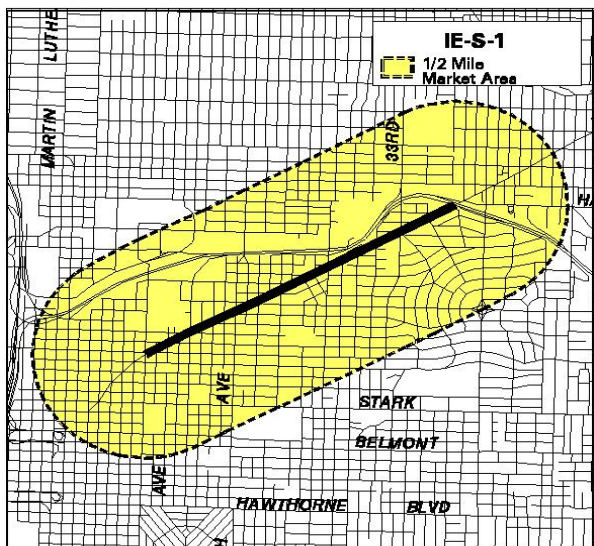 IE-S-1
1/2 Mile
Market Area
LUTHE
MARTIN
33RD
HA
AVE
STARK
BELMONT
AVE
HAWTHORNE BLVD
H